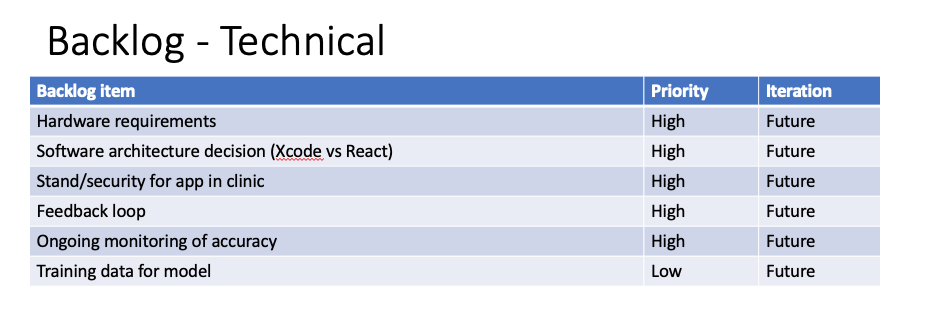 Backlog - Technical
Backlog item Priority Iteration
Hardware requirements High Future
Software architecture decision (Xcode vs React) High Future
Stand/security for app in clinic High Future
Feedback loop High Future
Ongoing monitoring of accuracy High Future
Training data for model Low Future